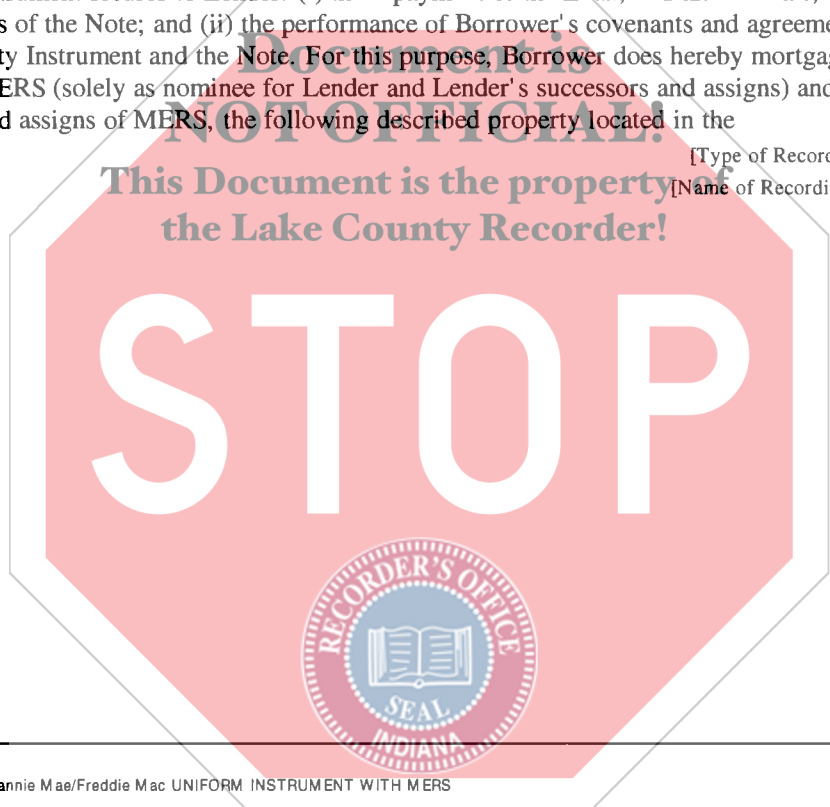 s of the Note; and (ii) the performance of Borrower's covenants and agreeme
ty Instrument and the Note. For this purpose, Borrower does hereby mortgag
ERS (solely as nominee for Lender and Lender's successors and assigns) and
d assigns of MERS, the following described property located in the
[Type of Record
[Name of Recordi
Document is
NOT OFFICIAL!
This Document is the property of
the Lake County Recorder!
STOP
RECORDER'S OFFICE
SEAL
INDIANA
annie Mae/Freddie Mac UNIFORM INSTRUMENT WITH MERS